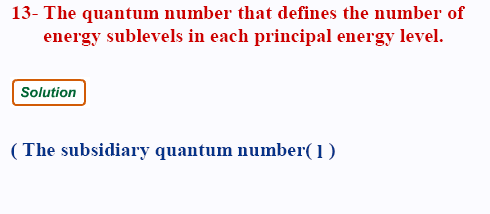 13- The quantum number that defines the number of
energy sublevels in each principal energy level.
Solution
( The subsidiary quantum number( l )